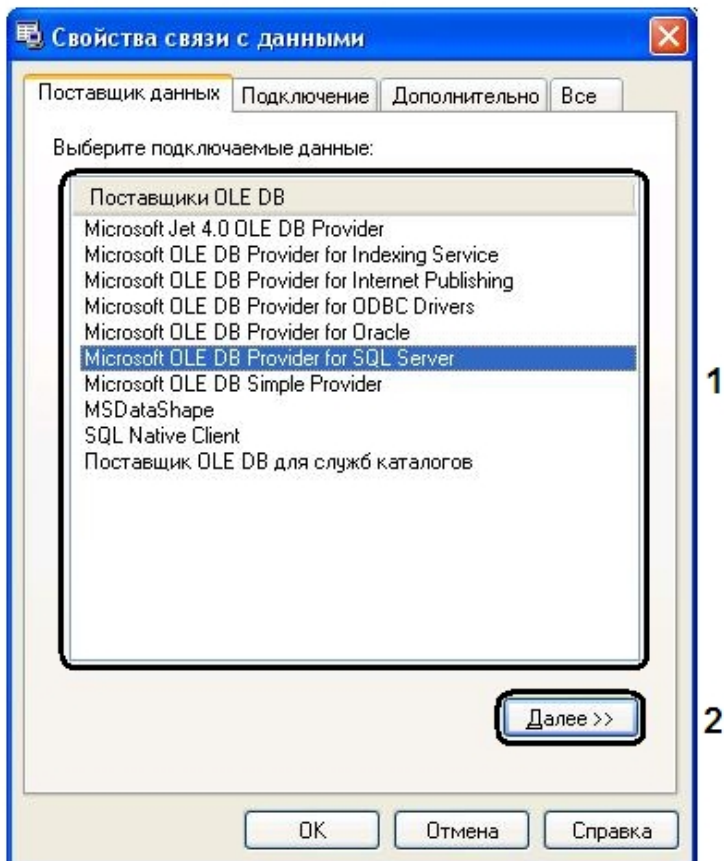 Свойства связи с данными
Поставщик данных Подключение Дополнительно Все
Выберите подключаемые данные:
Поставщики OLE DB
Microsoft Jet 4.0 OLE DB Provider
Microsoft OLE DB Provider for Indexing Service
Microsoft OLE DB Provider for Internet Publishing
Microsoft OLE DB Provider for ODBC Drivers
Microsoft OLE DB Provider for Oracle
Microsoft OLE DB Provider for SQL Server
Microsoft OLE DB Simple Provider
1
MSDataShape
SQL Native Client
Поставщик OLE DB для служб каталогов
Далее >>
2
OK Отмена Справка